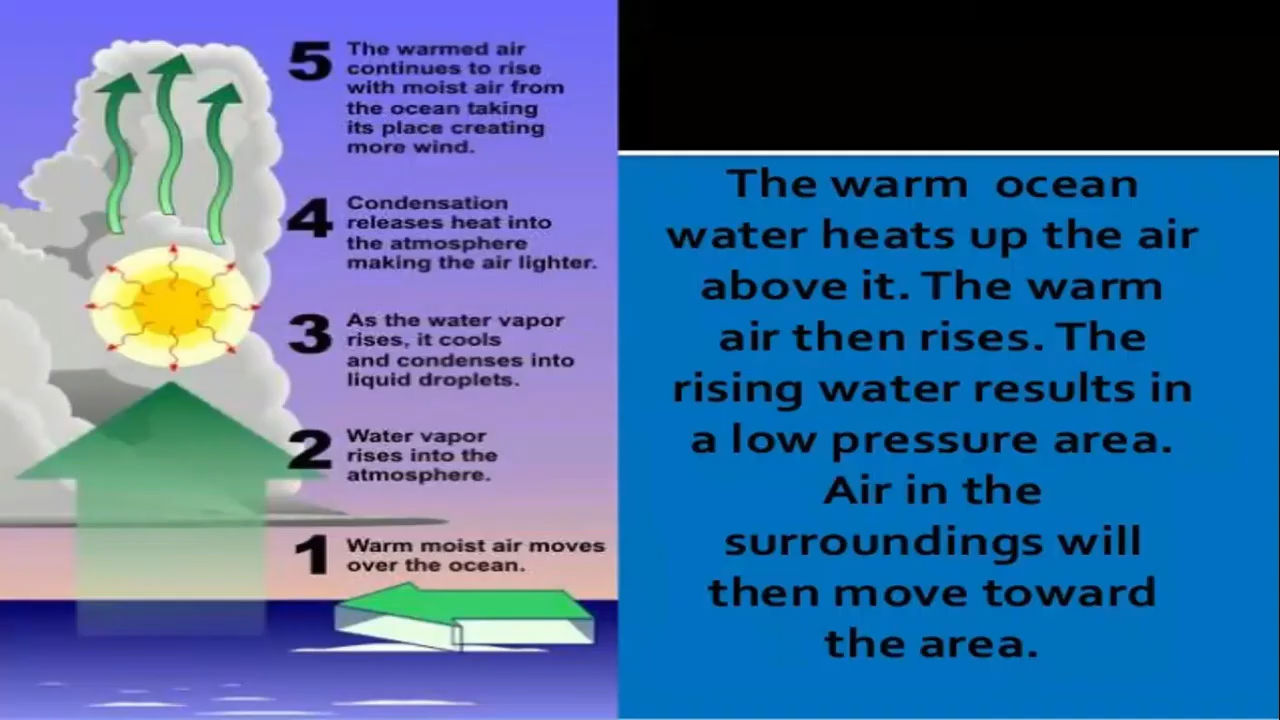 5
The warmed air
continues to rise
with moist air from
the ocean taking
its place creating
more wind.
4
Condensation
releases heat into
the atmosphere
making the air lighter.
3
As the water vapor
rises, it cools
and condenses into
liquid droplets.
2
Water vapor
rises into the
atmosphere.
1
Warm moist air moves
over the ocean.
The warm ocean
water heats up the air
above it. The warm
air then rises. The
rising water results in
a low pressure area.
Air in the
surroundings will
then move toward
the area.